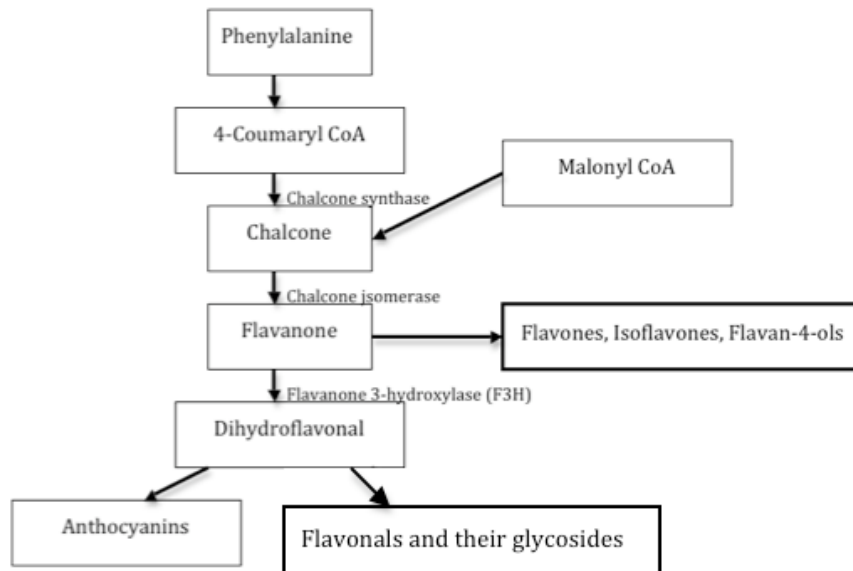 Phenylalanine
4-Coumaryl CoA
Malonyl CoA
Chalcone synthase
Chalcone
Chalcone jsomerase
Flavanone
Flavones, Isoflavones, Flavan-4-ols
Flavanone 3-hydroxylase (F3H)
Dihydroflavonal
Anthocyanins
Flavonals and their glycosides